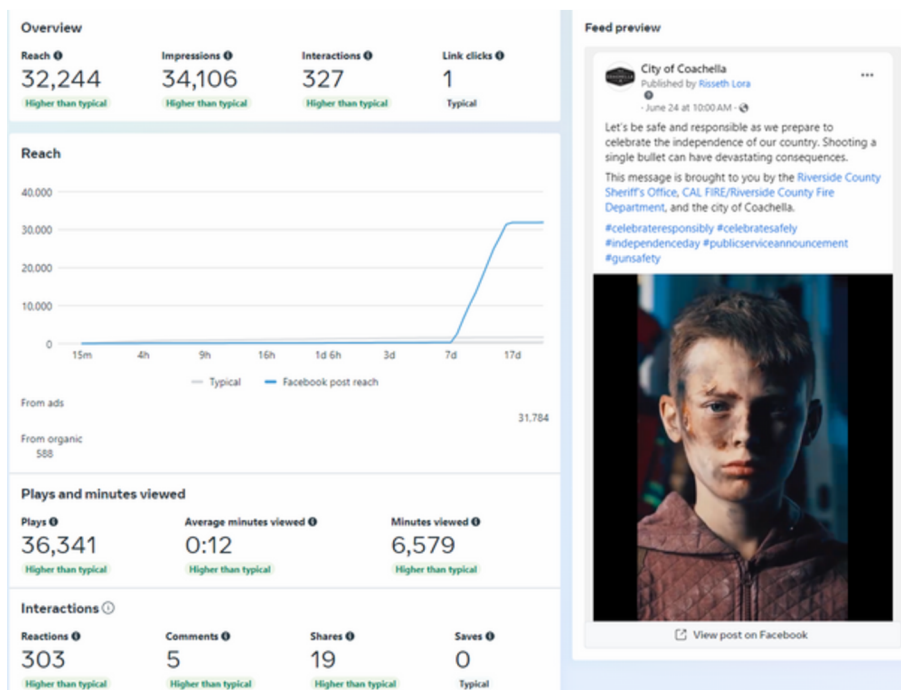 Overview
Reach
32,244
Higher than typical
Impressions
34,106
Higher than typical
Interactions
327
Higher than typical
Link clicks
1
Typical
Reach
40,000
30,000
20,000
10,000
0
15m 4h 9h 16h 1d 6h 3d 7d 17d
Typical Facebook post reach
From ads
31,784
From organic
588
Plays and minutes viewed
Plays
36,341
Higher than typical
Average minutes viewed
0:12
Higher than typical
Minutes viewed
6,579
Higher than typical
Interactions
Reactions
303
Higher than typical
Comments
5
Higher than typical
Shares
19
Higher than typical
Saves
0
Typical
Feed preview
City of Coachella
Published by Risseth Lora
· June 24 at 10:00 AM ·
Let's be safe and responsible as we prepare to
celebrate the independence of our country. Shooting a
single bullet can have devastating consequences.
This message is brought to you by the Riverside County
Sheriff's Office, CAL FIRE/Riverside County Fire
Department, and the city of Coachella.
#celebrateresponsibly #celebratesafely
#independenceday #publicserviceannouncement
#gunsafety
View post on Facebook